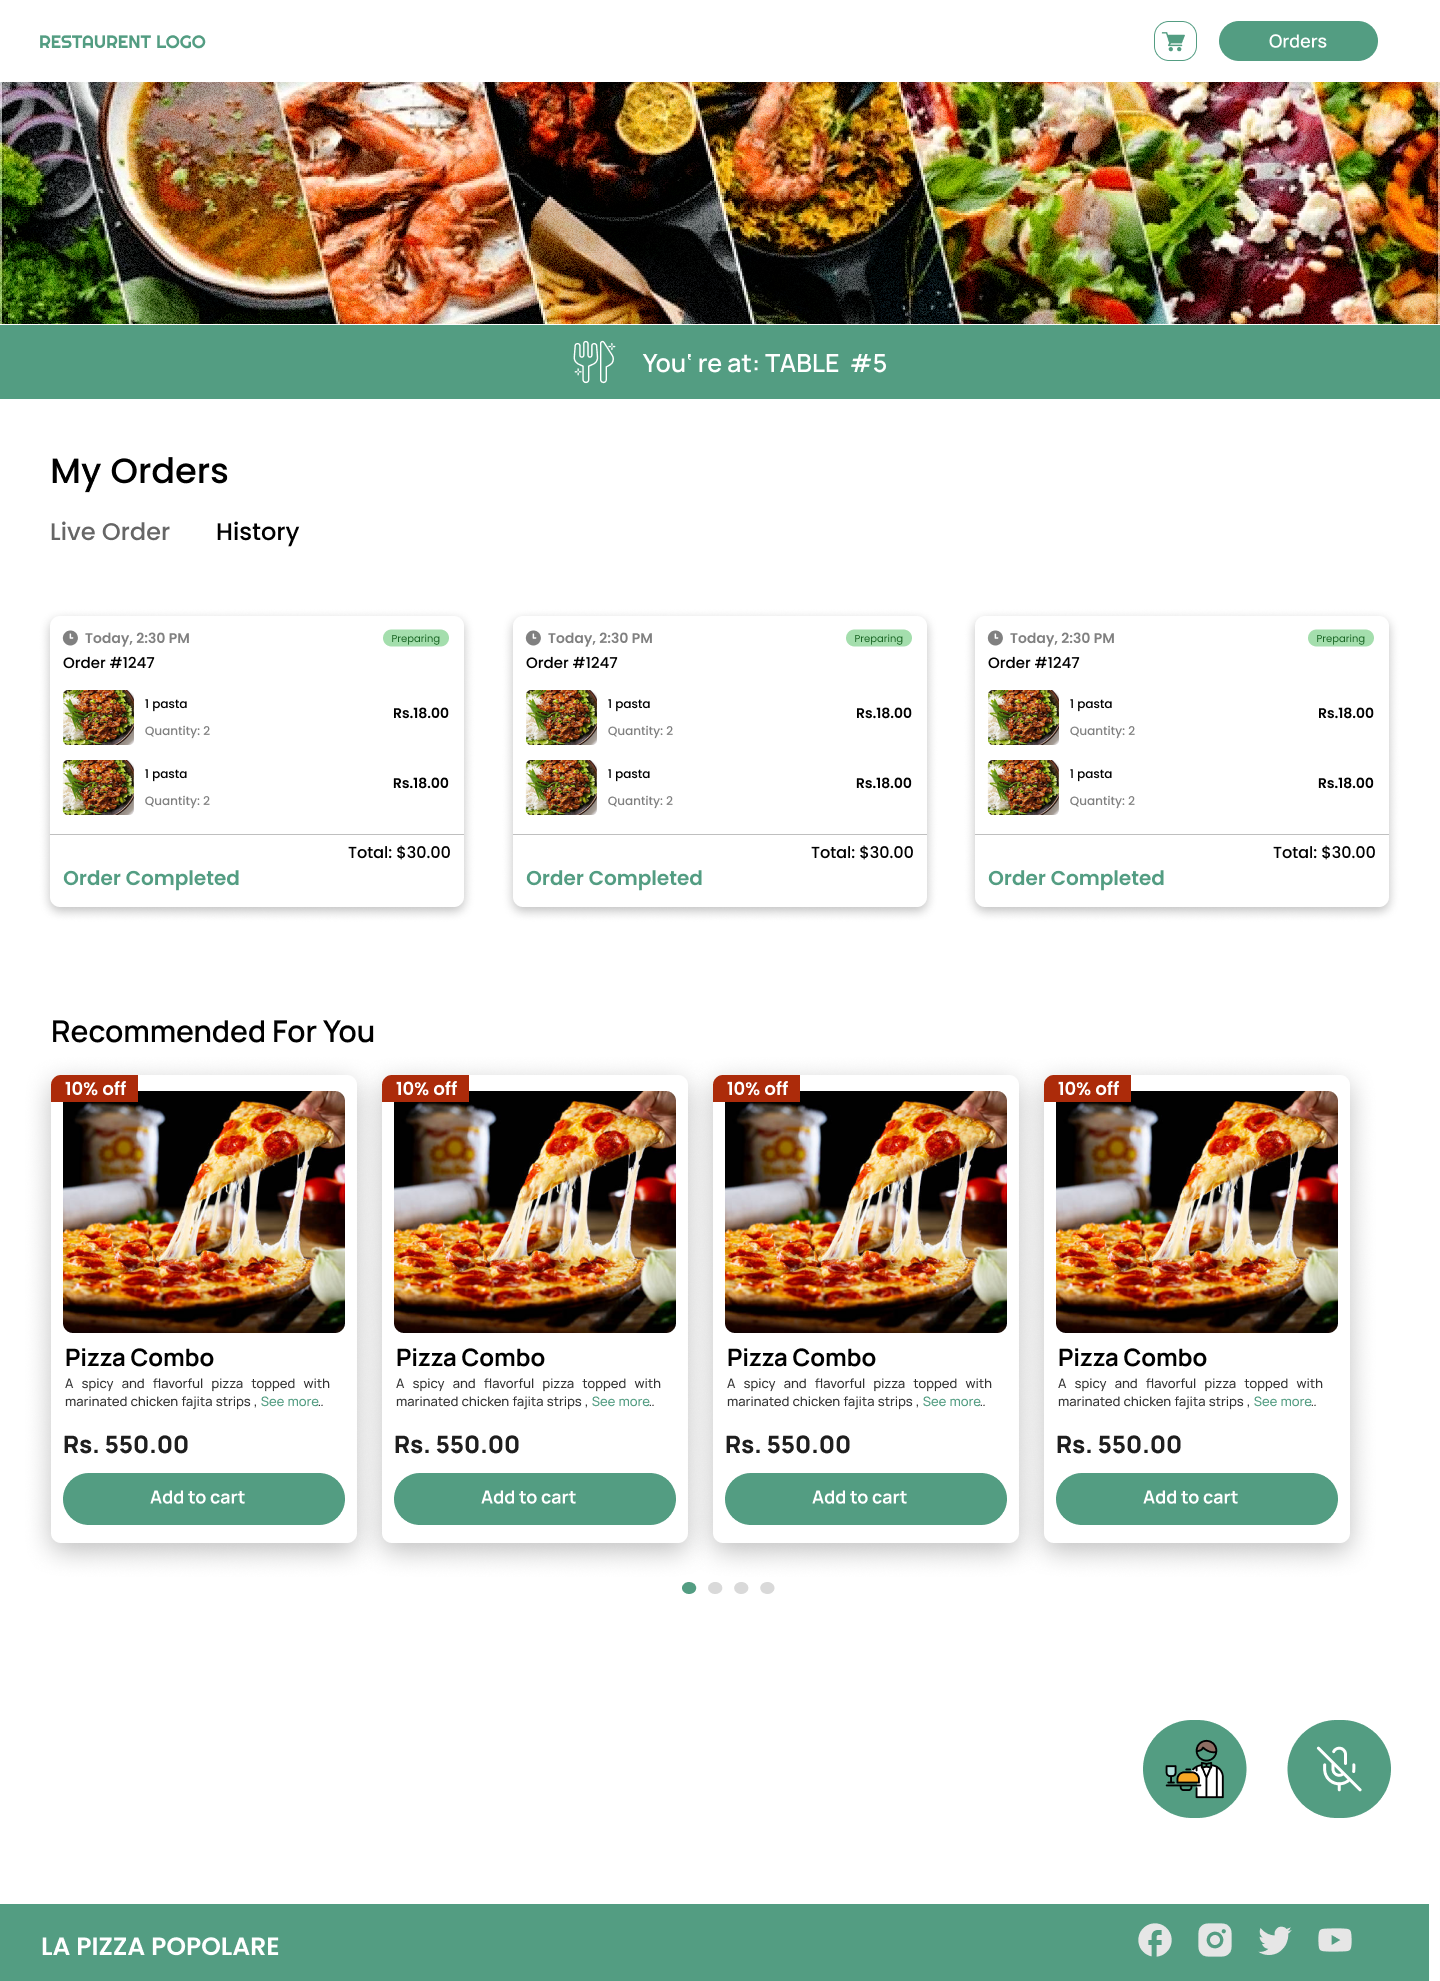 RESTAURENT LOGO
Orders
You‘ re at: TABLE #5
My Orders
Live Order History
Today, 2:30 PM Preparing
Order #1247
1 pasta
Rs.18.00
Quantity: 2
1 pasta
Rs.18.00
Quantity: 2
Total: $30.00
Order Completed
Today, 2:30 PM Preparing
Order #1247
1 pasta
Rs.18.00
Quantity: 2
1 pasta
Rs.18.00
Quantity: 2
Total: $30.00
Order Completed
Today, 2:30 PM Preparing
Order #1247
1 pasta
Rs.18.00
Quantity: 2
1 pasta
Rs.18.00
Quantity: 2
Total: $30.00
Order Completed
Recommended For You
10% off
Pizza Combo
A spicy and flavorful pizza topped with
marinated chicken fajita strips , See more..
Rs. 550.00
Add to cart
10% off
Pizza Combo
A spicy and flavorful pizza topped with
marinated chicken fajita strips , See more..
Rs. 550.00
Add to cart
10% off
Pizza Combo
A spicy and flavorful pizza topped with
marinated chicken fajita strips , See more..
Rs. 550.00
Add to cart
10% off
Pizza Combo
A spicy and flavorful pizza topped with
marinated chicken fajita strips , See more..
Rs. 550.00
Add to cart
LA PIZZA POPOLARE